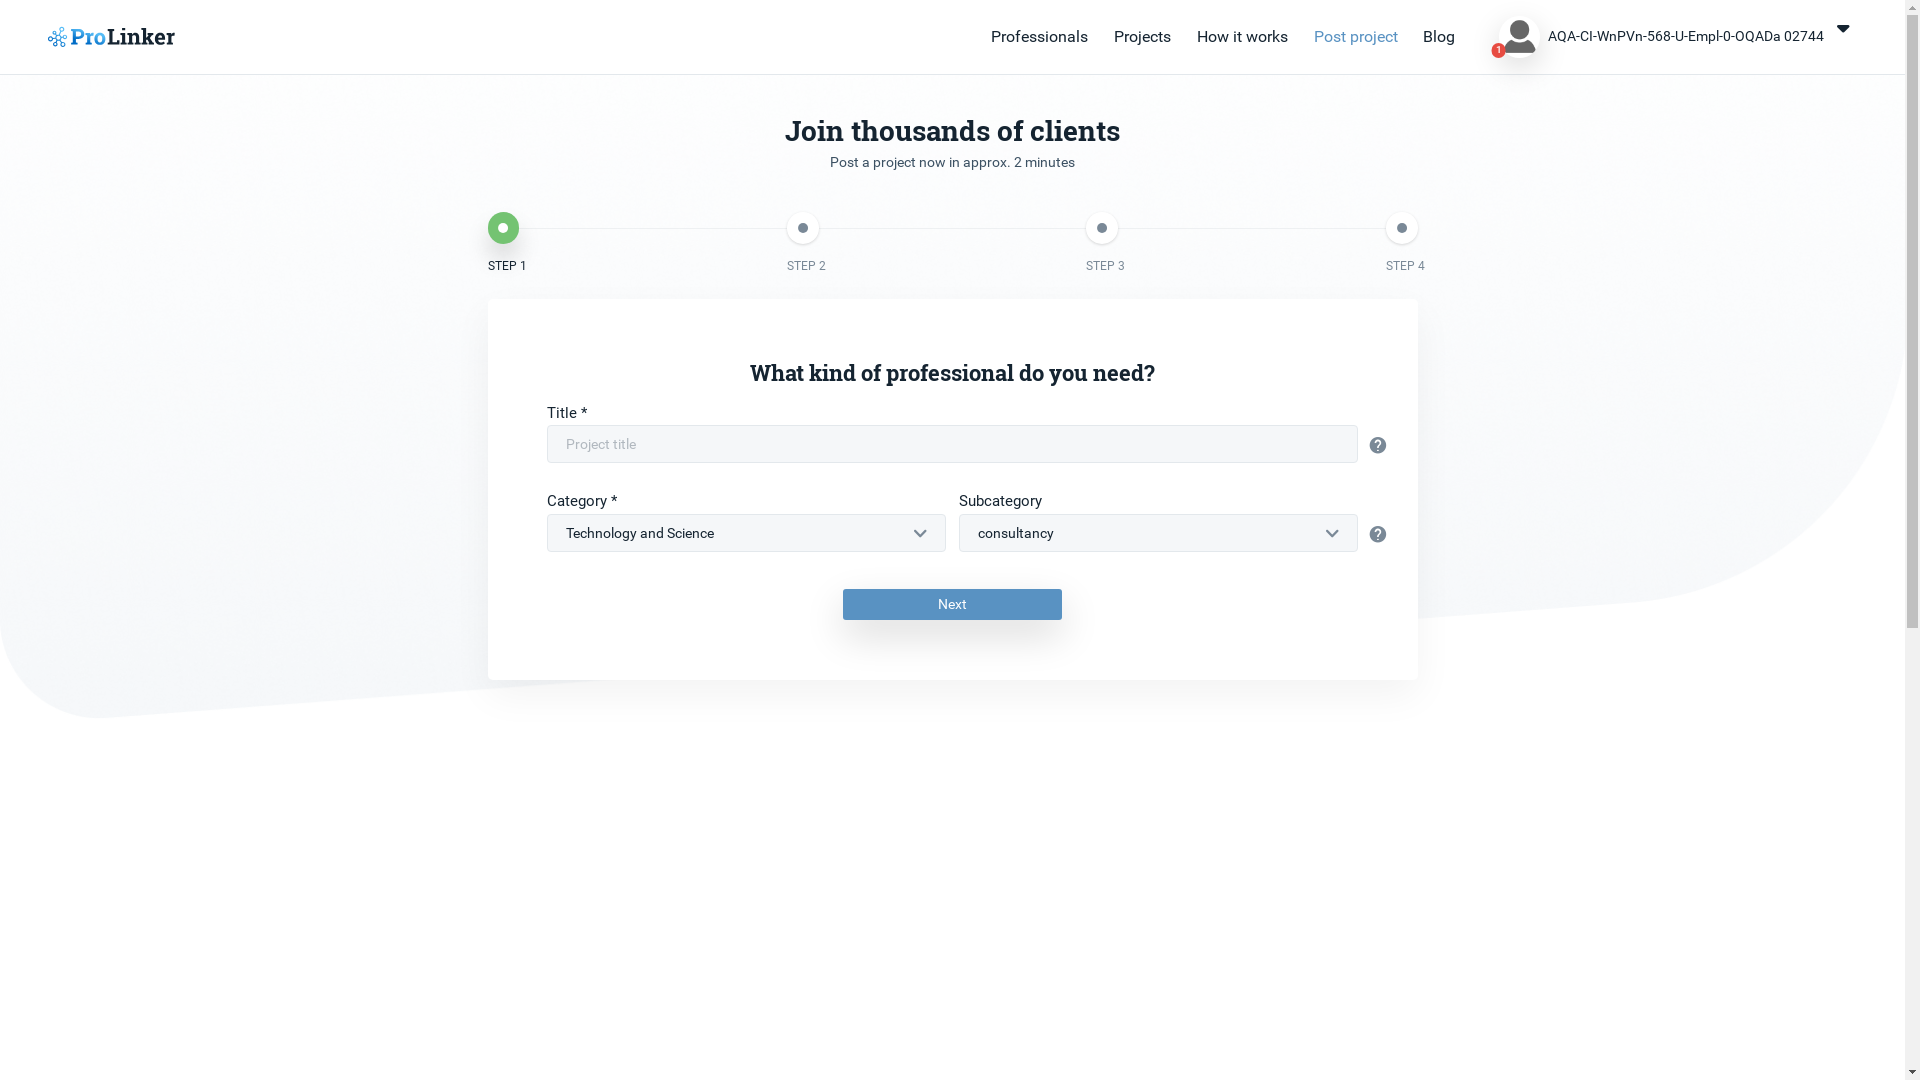 ProLinker
Professionals
Projects
How it works
Post project
Blog
1
AQA-CI-WnPVn-568-U-Empl-0-OQADa 02744
Join thousands of clients
Post a project now in approx. 2 minutes
STEP 1
STEP 2
STEP 3
STEP 4
What kind of professional do you need?
Title *
Project title
?
Category *
Subcategory
Technology and Science
consultancy
?
Next